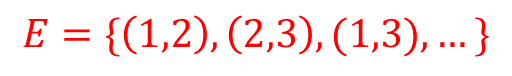 E = {(1,2), (2,3), (1,3), … }